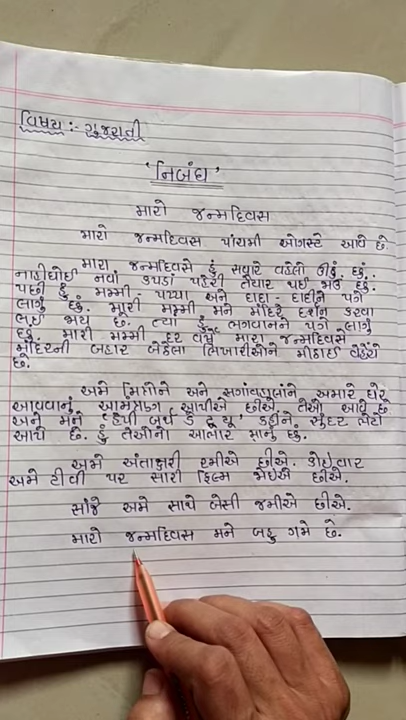 વિષય :- ગુજરાતી
'નિબંધ'
મારો જન્મદિવસ
મારો જન્મદિવસ પાંચમી ઓગસ્ટે આવે છે
મારા જન્મદિવસે હું સવારે વહેલો ઊઠું છું.
નાહીધોઈ નવાં કપડાં પહેરી તૈયાર થઈ જાઉં છું.
પછી હું મમ્મી - પપ્પા અને દાદા - દાદીને પગે
લાગું છું. મારી મમ્મી મને મંદિરે દર્શન કરવા
લઈ જાય છે. ત્યાં હું ભગવાનને પગે લાગું
છું. મારી મમ્મી દર વર્ષે મારા જન્મદિવસે
મંદિરની બહાર બેઠેલા ભિખારીઓને મીઠાઈ વહેંચે
છે.
અમે મિત્રોને અને સગાંવહાલાંને અમારે ઘેર
આવવાનું આમંત્રણ આપીએ છીએ. તેઓ આવે છે
અને મને 'હેપી બર્થ ડે ટુ યૂ' કહીને સુંદર ભેટો
આપે છે. હું તેઓનો આભાર માનું છું.
અમે અંતાક્ષરી રમીએ છીએ. કોઈવાર
અમે ટીવી પર સારી ફિલ્મ જોઈએ છીએ.
સાંજે અમે સાથે બેસી જમીએ છીએ.
મારો જન્મદિવસ મને બહુ ગમે છે.